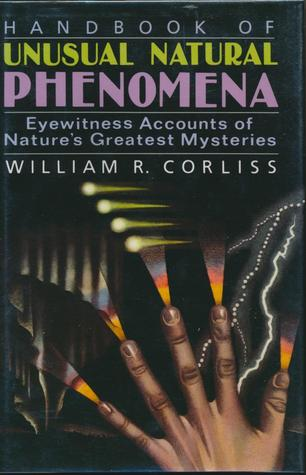 HANDBOOK OF
UNUSUAL NATURAL
PHENOMENA
Eyewitness Accounts of
Nature's Greatest Mysteries
WILLIAM R. CORLISS